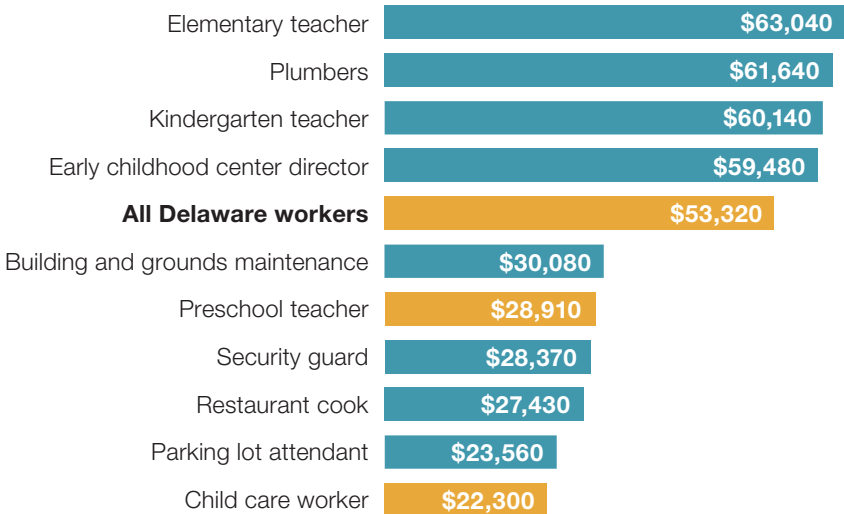 Elementary teacher $63,040
Plumbers $61,640
Kindergarten teacher $60,140
Early childhood center director $59,480
All Delaware workers $53,320
Building and grounds maintenance $30,080
Preschool teacher $28,910
Security guard $28,370
Restaurant cook $27,430
Parking lot attendant $23,560
Child care worker $22,300